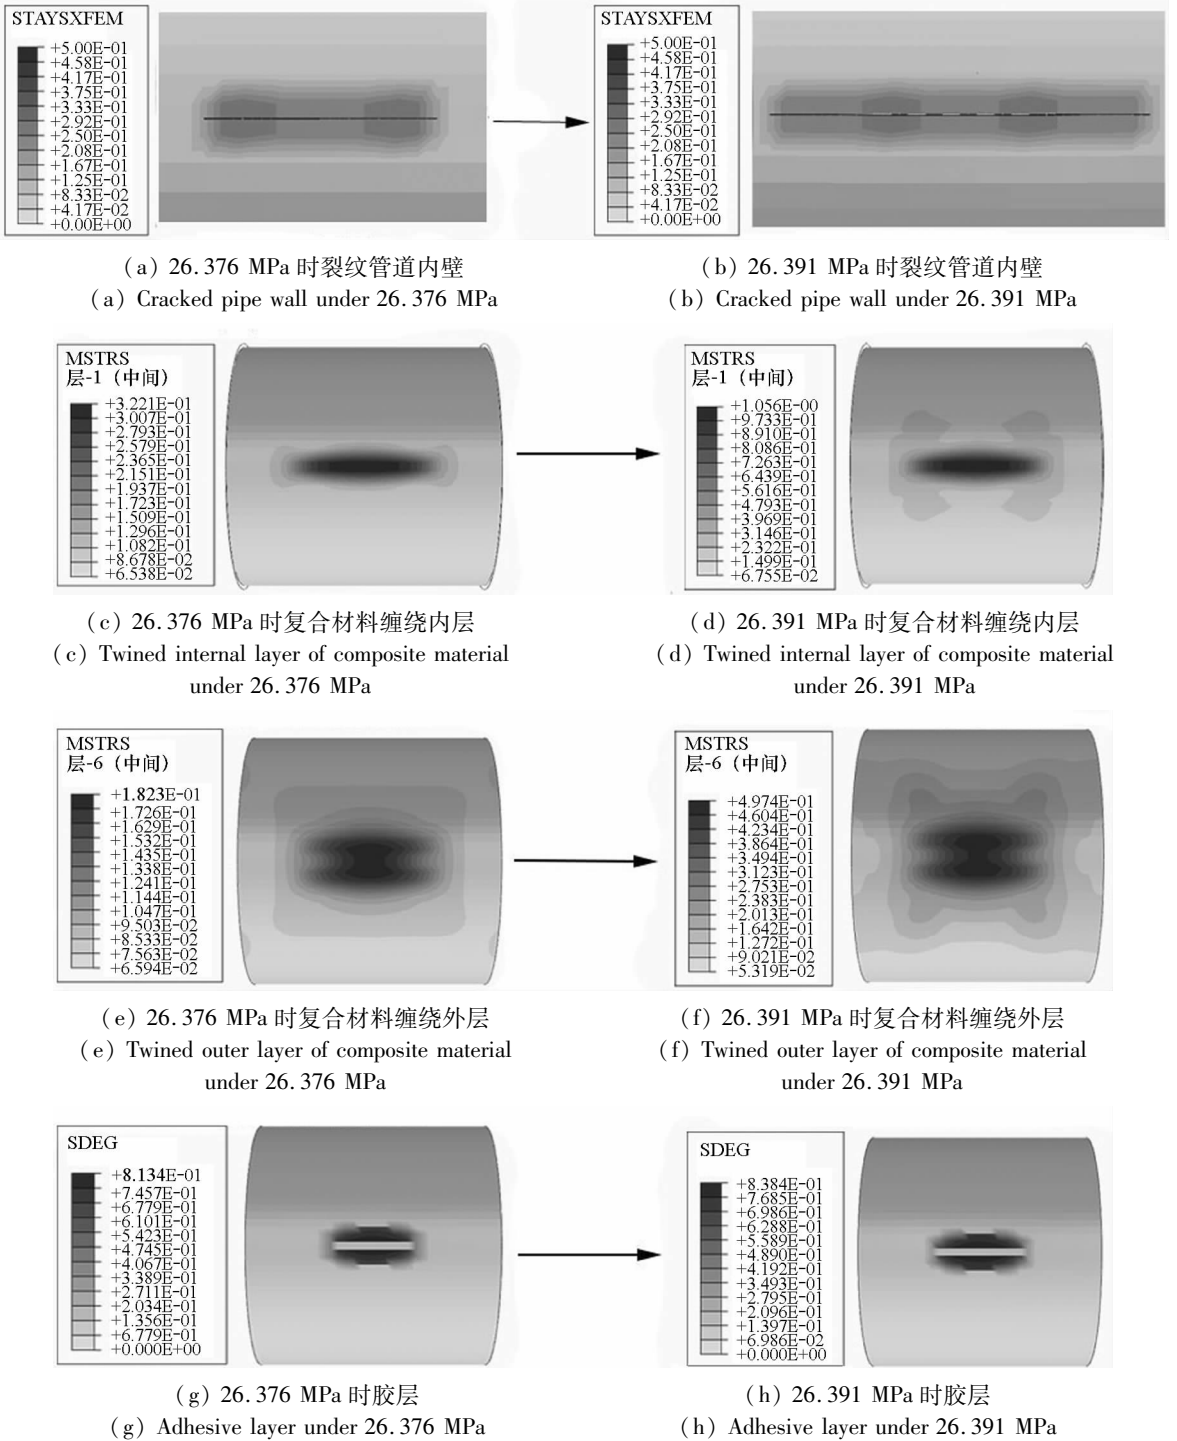 STAYSXFEM
+5.00E-01
+4.58E-01
+4.17E-01
+3.75E-01
+3.33E-01
+2.92E-01
+2.50E-01
+2.08E-01
+1.67E-01
+1.25E-01
+8.33E-02
+4.17E-02
+0.00E+00
STAYSXFEM
+5.00E-01
+4.58E-01
+4.17E-01
+3.75E-01
+3.33E-01
+2.92E-01
+2.50E-01
+2.08E-01
+1.67E-01
+1.25E-01
+8.33E-02
+4.17E-02
+0.00E+00
(a) 26.376 MPa 时裂纹管道内壁
(a) Cracked pipe wall under 26.376 MPa
(b) 26.391 MPa 时裂纹管道内壁
(b) Cracked pipe wall under 26.391 MPa
MSTRS
层-1 (中间)
+3.221E-01
+3.007E-01
+2.793E-01
+2.579E-01
+2.365E-01
+2.151E-01
+1.937E-01
+1.723E-01
+1.509E-01
+1.296E-01
+1.082E-01
+8.678E-02
+6.538E-02
MSTRS
层-1 (中间)
+1.056E-00
+9.733E-01
+8.910E-01
+8.086E-01
+7.263E-01
+6.439E-01
+5.616E-01
+4.793E-01
+3.969E-01
+3.146E-01
+2.322E-01
+1.499E-01
+6.755E-02
(c) 26.376 MPa 时复合材料缠绕内层
(c) Twined internal layer of composite material
under 26.376 MPa
(d) 26.391 MPa 时复合材料缠绕内层
(d) Twined internal layer of composite material
under 26.391 MPa
MSTRS
层-6 (中间)
+1.823E-01
+1.726E-01
+1.629E-01
+1.532E-01
+1.435E-01
+1.338E-01
+1.241E-01
+1.144E-01
+1.047E-01
+9.503E-02
+8.533E-02
+7.563E-02
+6.594E-02
MSTRS
层-6 (中间)
+4.974E-01
+4.604E-01
+4.234E-01
+3.864E-01
+3.494E-01
+3.123E-01
+2.753E-01
+2.383E-01
+2.013E-01
+1.642E-01
+1.272E-01
+9.021E-02
+5.319E-02
(e) 26.376 MPa 时复合材料缠绕外层
(e) Twined outer layer of composite material
under 26.376 MPa
(f) 26.391 MPa 时复合材料缠绕外层
(f) Twined outer layer of composite material
under 26.391 MPa
SDEG
+8.134E-01
+7.457E-01
+6.779E-01
+6.101E-01
+5.423E-01
+4.745E-01
+4.067E-01
+3.389E-01
+2.711E-01
+2.034E-01
+1.356E-01
+6.779E-01
+0.000E+00
SDEG
+8.384E-01
+7.685E-01
+6.986E-01
+6.288E-01
+5.589E-01
+4.890E-01
+4.192E-01
+3.493E-01
+2.795E-01
+2.096E-01
+1.397E-01
+6.986E-02
+0.000E+00
(g) 26.376 MPa 时胶层
(g) Adhesive layer under 26.376 MPa
(h) 26.391 MPa 时胶层
(h) Adhesive layer under 26.391 MPa